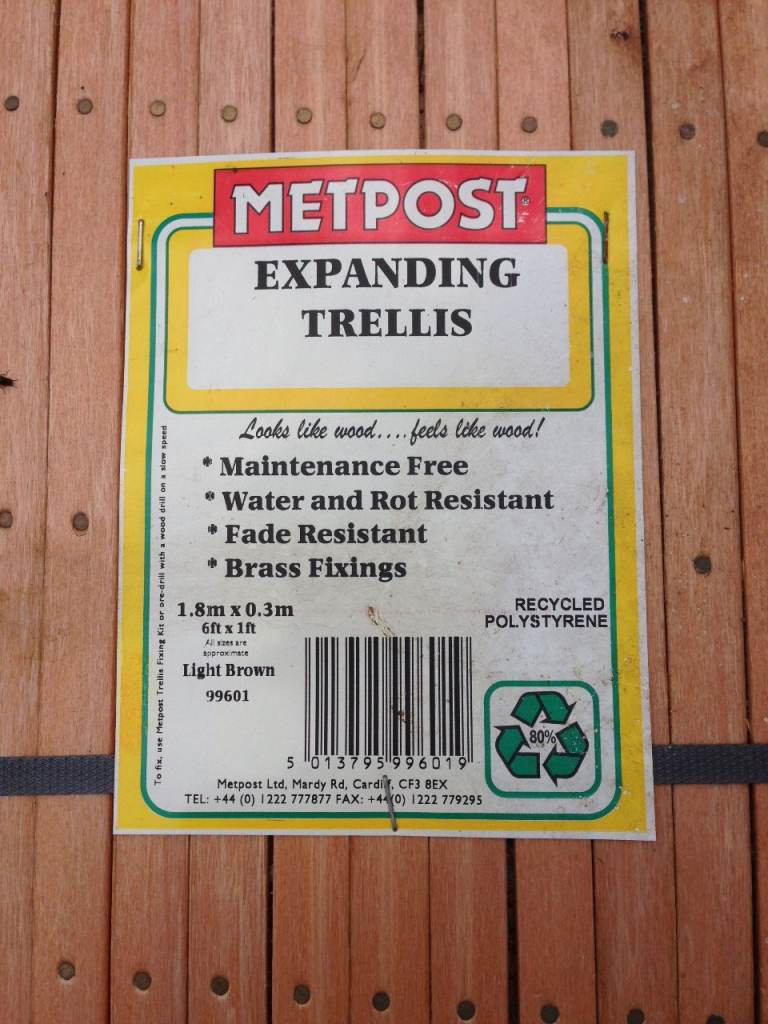 METPOST®
EXPANDING
TRELLIS
Looks like wood....feels like wood!
* Maintenance Free
* Water and Rot Resistant
* Fade Resistant
* Brass Fixings
To fix, use Metpost Trellis Fixing Kit or pre-drill with a wood drill on a slow speed
1.8m x 0.3m
6ft x 1ft
All sizes are
approximate
Light Brown
99601
RECYCLED
POLYSTYRENE
80%
5 013795 996019
Metpost Ltd, Mardy Rd, Cardiff, CF3 8EX
TEL: +44 (0) 1222 777877 FAX: +44 (0) 1222 779295